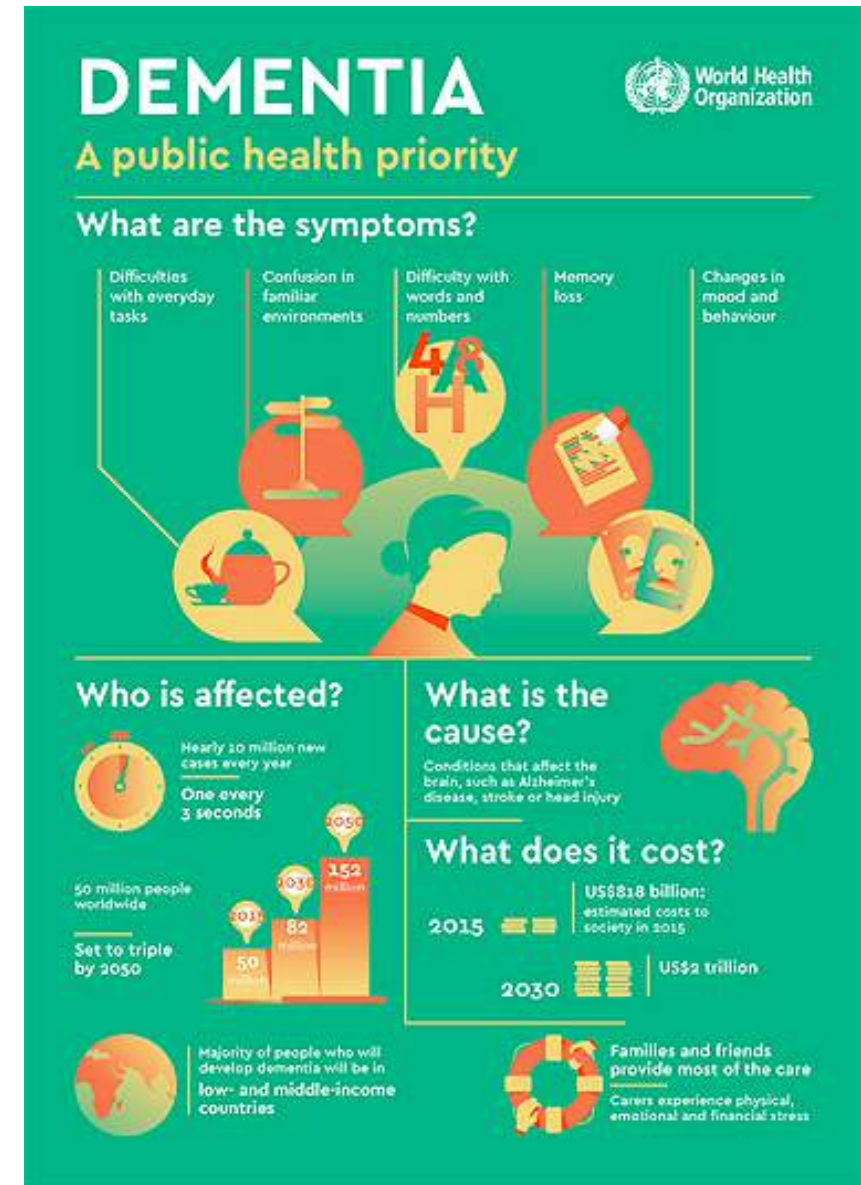 DEMENTIA
World Health
Organization
A public health priority
What are the symptoms?
Difficulties
with everyday
tasks
Confusion in
familiar
environments
Difficulty with
words and
numbers
Memory
loss
Changes in
mood and
behaviour
4 8
A
H
Who is affected?
Nearly 10 million new
cases every year
One every
3 seconds
50 million people
worldwide
Set to triple
by 2050
2030
2050
50
million
82
million
152
million
What is the
cause?
Conditions that affect the
brain, such as Alzheimer's
disease, stroke or head injury
What does it cost?
2015
US$818 billion:
estimated costs to
society in 2015
2030
US$2 trillion
Majority of people who will
develop dementia will be in
low- and middle-income
countries
Families and friends
provide most of the care
Carers experience physical,
emotional and financial stress